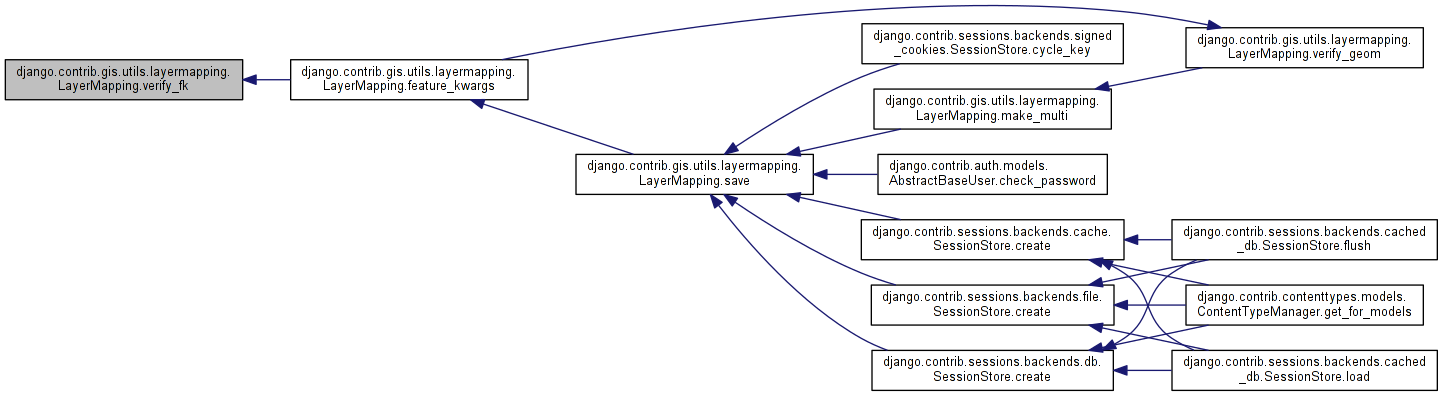 django.contrib.gis.utils.layermapping.
LayerMapping.verify_fk
django.contrib.gis.utils.layermapping.
LayerMapping.feature_kwargs
django.contrib.gis.utils.layermapping.
LayerMapping.save
django.contrib.sessions.backends.signed
_cookies.SessionStore.cycle_key
django.contrib.gis.utils.layermapping.
LayerMapping.make_multi
django.contrib.auth.models.
AbstractBaseUser.check_password
django.contrib.sessions.backends.cache.
SessionStore.create
django.contrib.sessions.backends.file.
SessionStore.create
django.contrib.sessions.backends.db.
SessionStore.create
django.contrib.gis.utils.layermapping.
LayerMapping.verify_geom
django.contrib.sessions.backends.cached
_db.SessionStore.flush
django.contrib.contenttypes.models.
ContentTypeManager.get_for_models
django.contrib.sessions.backends.cached
_db.SessionStore.load